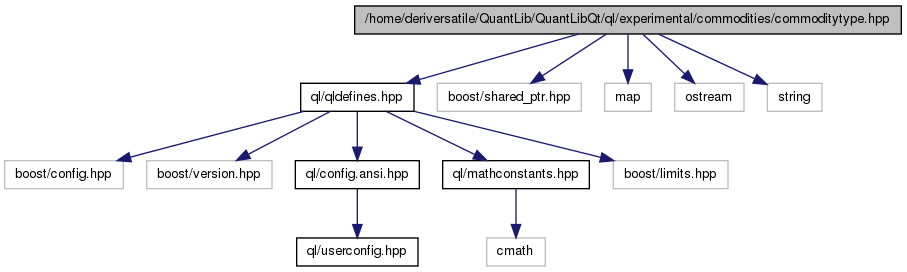 /home/deriversatile/QuantLib/QuantLibQt/ql/experimental/commodities/commoditytype.hpp
ql/qldefines.hpp
boost/shared_ptr.hpp
map
ostream
string
boost/config.hpp
boost/version.hpp
ql/config.ansi.hpp
ql/mathconstants.hpp
boost/limits.hpp
ql/userconfig.hpp
cmath